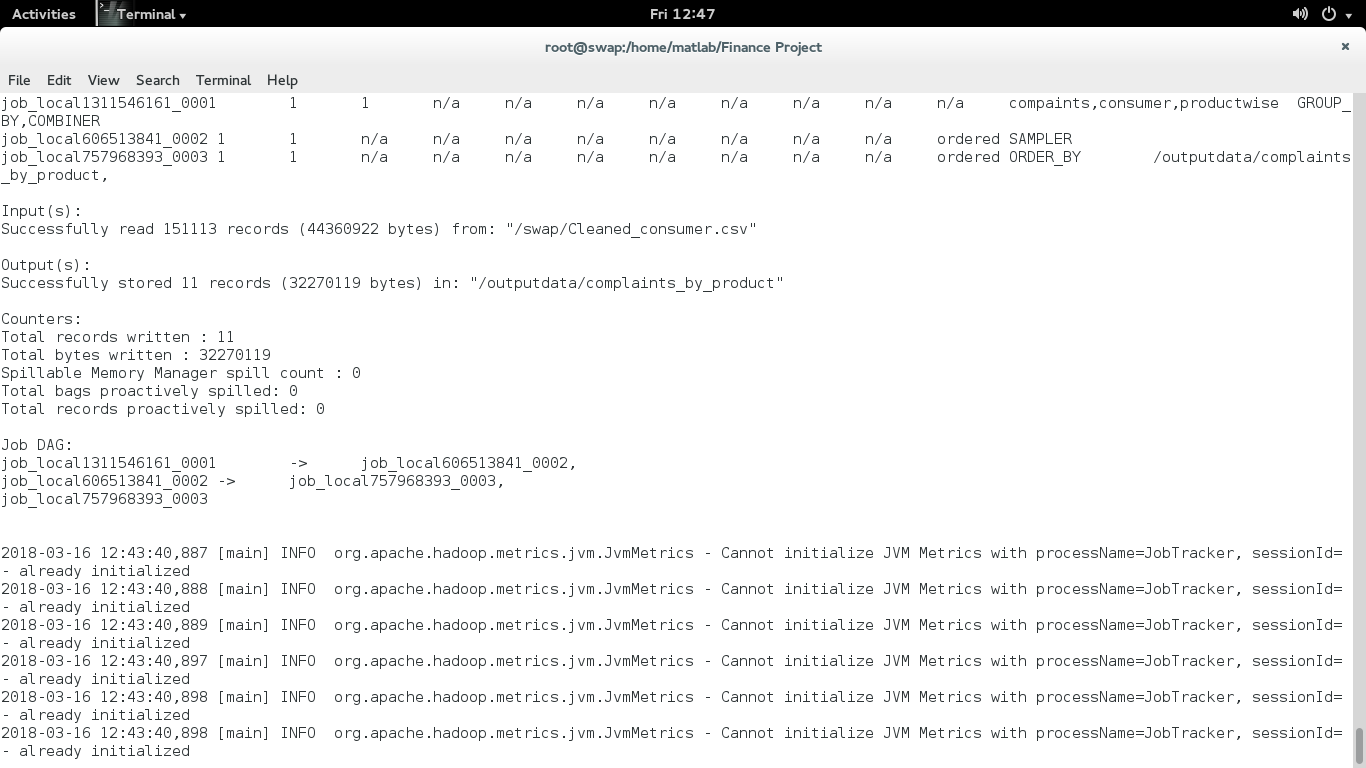 Activities Terminal Fri 12:47
root@swap:/home/matlab/Finance Project ×
File Edit View Search Terminal Help
job_local1311546161_0001 1 1 n/a n/a n/a n/a n/a n/a n/a n/a compaints,consumer,productwise GROUP_
BY,COMBINER
job_local606513841_0002 1 1 n/a n/a n/a n/a n/a n/a n/a n/a ordered SAMPLER
job_local757968393_0003 1 1 n/a n/a n/a n/a n/a n/a n/a n/a ordered ORDER_BY /outputdata/complaints
_by_product,
Input(s):
Successfully read 151113 records (44360922 bytes) from: "/swap/Cleaned_consumer.csv"
Output(s):
Successfully stored 11 records (32270119 bytes) in: "/outputdata/complaints_by_product"
Counters:
Total records written : 11
Total bytes written : 32270119
Spillable Memory Manager spill count : 0
Total bags proactively spilled: 0
Total records proactively spilled: 0
Job DAG:
job_local1311546161_0001 -> job_local606513841_0002,
job_local606513841_0002 -> job_local757968393_0003,
job_local757968393_0003
2018-03-16 12:43:40,887 [main] INFO org.apache.hadoop.metrics.jvm.JvmMetrics - Cannot initialize JVM Metrics with processName=JobTracker, sessionId=
- already initialized
2018-03-16 12:43:40,888 [main] INFO org.apache.hadoop.metrics.jvm.JvmMetrics - Cannot initialize JVM Metrics with processName=JobTracker, sessionId=
- already initialized
2018-03-16 12:43:40,889 [main] INFO org.apache.hadoop.metrics.jvm.JvmMetrics - Cannot initialize JVM Metrics with processName=JobTracker, sessionId=
- already initialized
2018-03-16 12:43:40,897 [main] INFO org.apache.hadoop.metrics.jvm.JvmMetrics - Cannot initialize JVM Metrics with processName=JobTracker, sessionId=
- already initialized
2018-03-16 12:43:40,898 [main] INFO org.apache.hadoop.metrics.jvm.JvmMetrics - Cannot initialize JVM Metrics with processName=JobTracker, sessionId=
- already initialized
2018-03-16 12:43:40,898 [main] INFO org.apache.hadoop.metrics.jvm.JvmMetrics - Cannot initialize JVM Metrics with processName=JobTracker, sessionId=
- already initialized